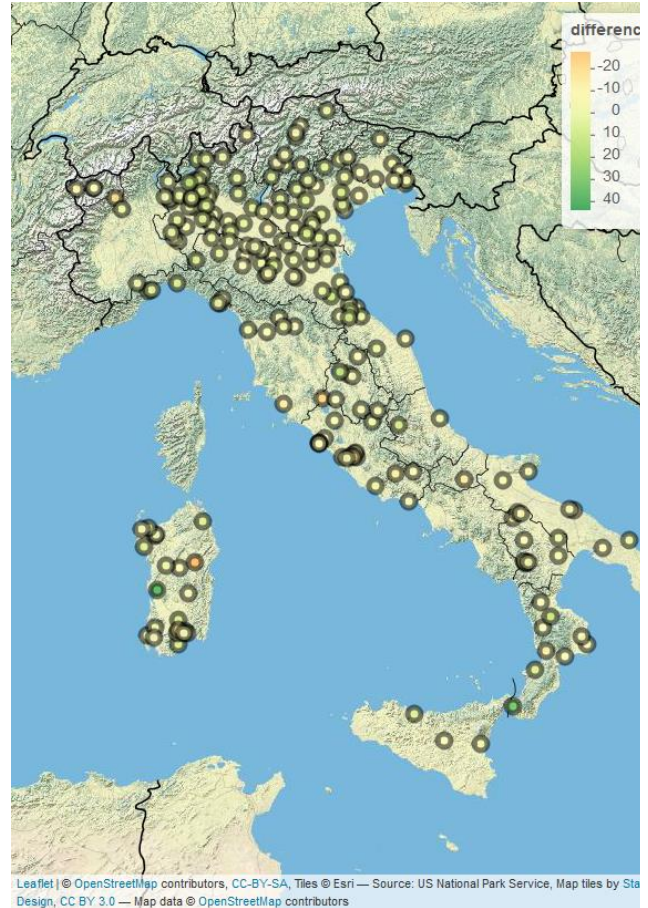 differenc
-20
-10
0
10
20
30
40
Leaflet | © OpenStreetMap contributors, CC-BY-SA, Tiles © Esri — Source: US National Park Service, Map tiles by Sta
Design, CC BY 3.0 — Map data © OpenStreetMap contributors